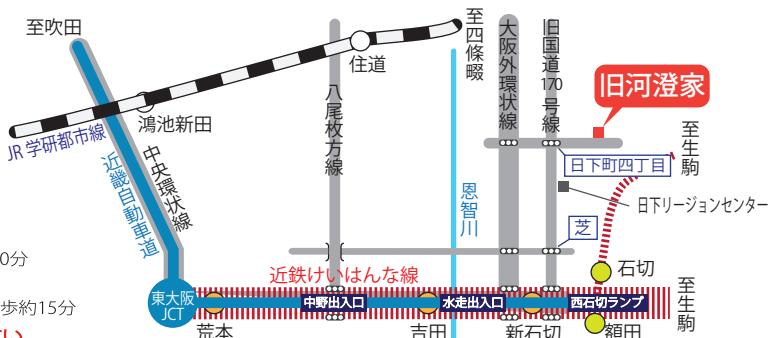 至吹田
住道
至四條畷
大阪外環状線
旧国道170号線
旧河澄家
鴻池新田
JR 学研都市線
近畿自動車道
中央環状線
八尾枚方線
恩智川
日下町四丁目
至生駒
日下リージョンセンター
芝
0分
近鉄けいはんな線
石切
東大阪
JCT
中野出入口
水走出入口
西石切ランプ
至生駒
歩約15分
荒本
吉田
新石切
額田